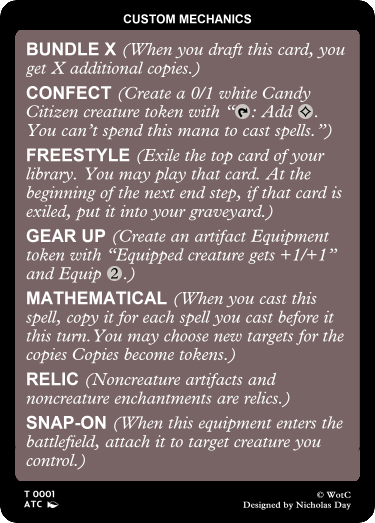 CUSTOM MECHANICS
BUNDLE X (When you draft this card, you
get X additional copies.)
CONFECT (Create a 0/1 white Candy
Citizen creature token with “: Add .
You can’t spend this mana to cast spells.”)
FREESTYLE (Exile the top card of your
library. You may play that card. At the
beginning of the next end step, if that card is
exiled, put it into your graveyard.)
GEAR UP (Create an artifact Equipment
token with “Equipped creature gets +1/+1”
and Equip 2.)
MATHEMATICAL (When you cast this
spell, copy it for each spell you cast before it
this turn.You may choose new targets for the
copies Copies become tokens.)
RELIC (Noncreature artifacts and
noncreature enchantments are relics.)
SNAP-ON (When this equipment enters the
battlefield, attach it to target creature you
control.)
T 0001
© WotC
ATC
Designed by Nicholas Day